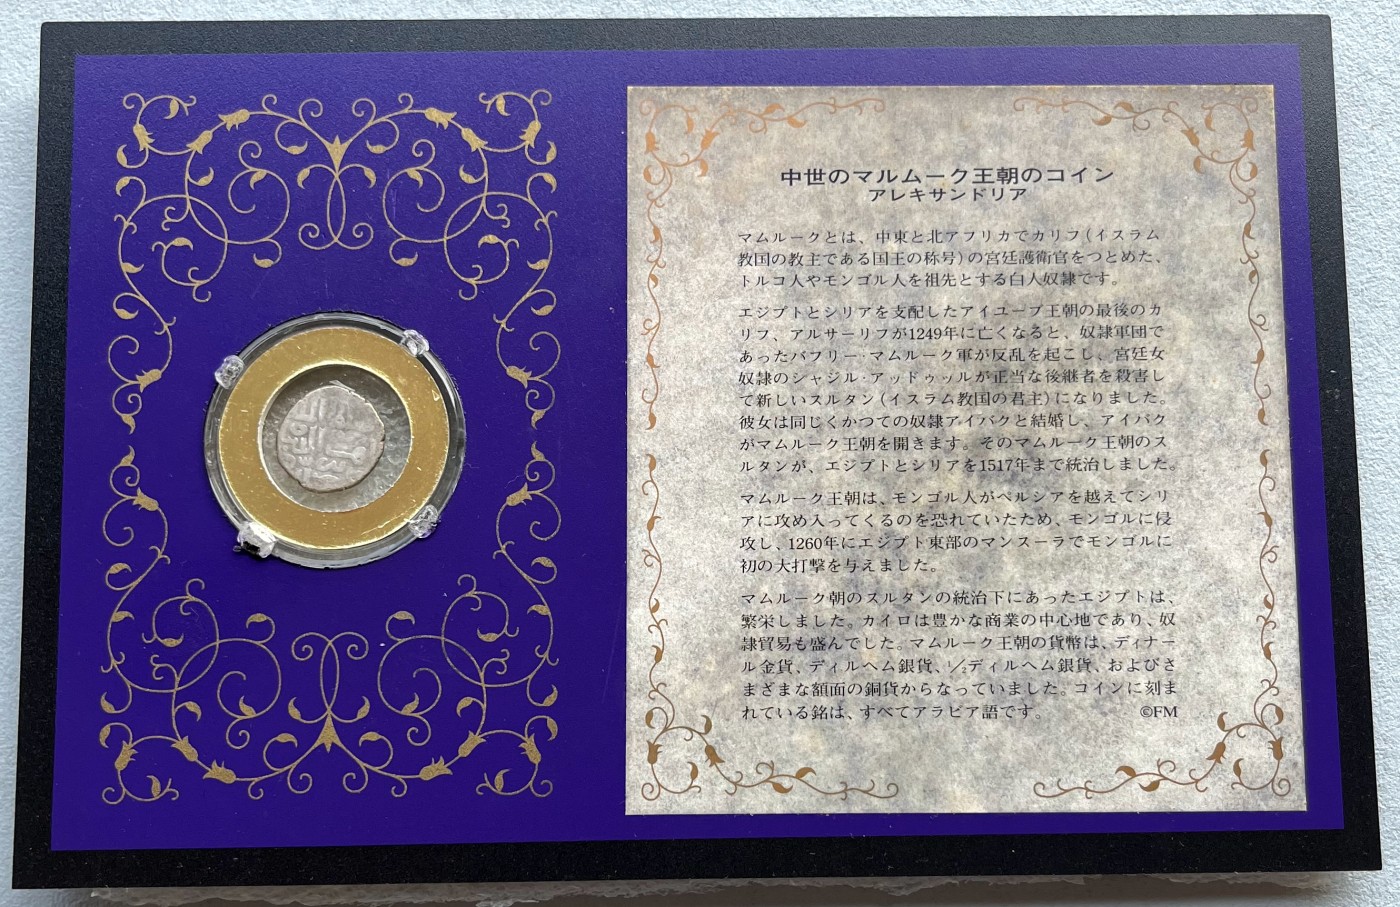 中世のマルムーク王朝のコイン
アレキサンドリア
マムルークとは、中東と北アフリカでカリフ(イスラム
教国の教主である国王の称号)の宮廷護衛官をつとめた、
トルコ人やモンゴル人を祖先とする白人奴隷です。
エジプトとシリアを支配したアイユーブ王朝の最後のカ
リフ、アルサーリフが1249年に亡くなると、奴隷軍団で
あったバフリー・マムルーク軍が反乱を起こし、宮廷女
奴隷のシャジル・アッドゥッルが正当な後継者を殺害し
て新しいスルタン(イスラム教国の君主)になりました。
彼女は同じくかつての奴隷アイバクと結婚し、アイバク
がマムルーク王朝を開きます。そのマムルーク王朝のス
ルタンが、エジプトとシリアを1517年まで統治しました。
マムルーク王朝は、モンゴル人がペルシアを越えてシリ
アに攻め入ってくるのを恐れていたため、モンゴルに侵
攻し、1260年にエジプト東部のマンスーラでモンゴルに
初の大打撃を与えました。
マムルーク朝のスルタンの統治下にあったエジプトは、
繁栄しました。カイロは豊かな商業の中心地であり、奴
隷貿易も盛んでした。マムルーク王朝の貨幣は、ディナー
ル金貨、ディルヘム銀貨、½ディルヘム銀貨、およびさ
まざまな額面の銅貨からなっていました。コインに刻ま
れている銘は、すべてアラビア語です。 ©FM